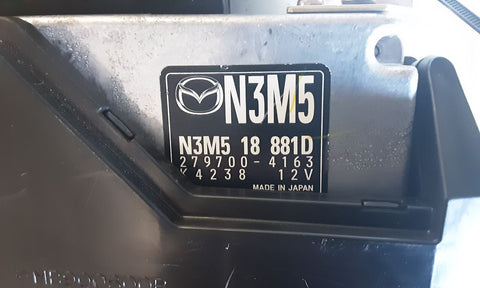 N3M5
N3M5 18 881D
279700-4163
K4238 12V
MADE IN JAPAN